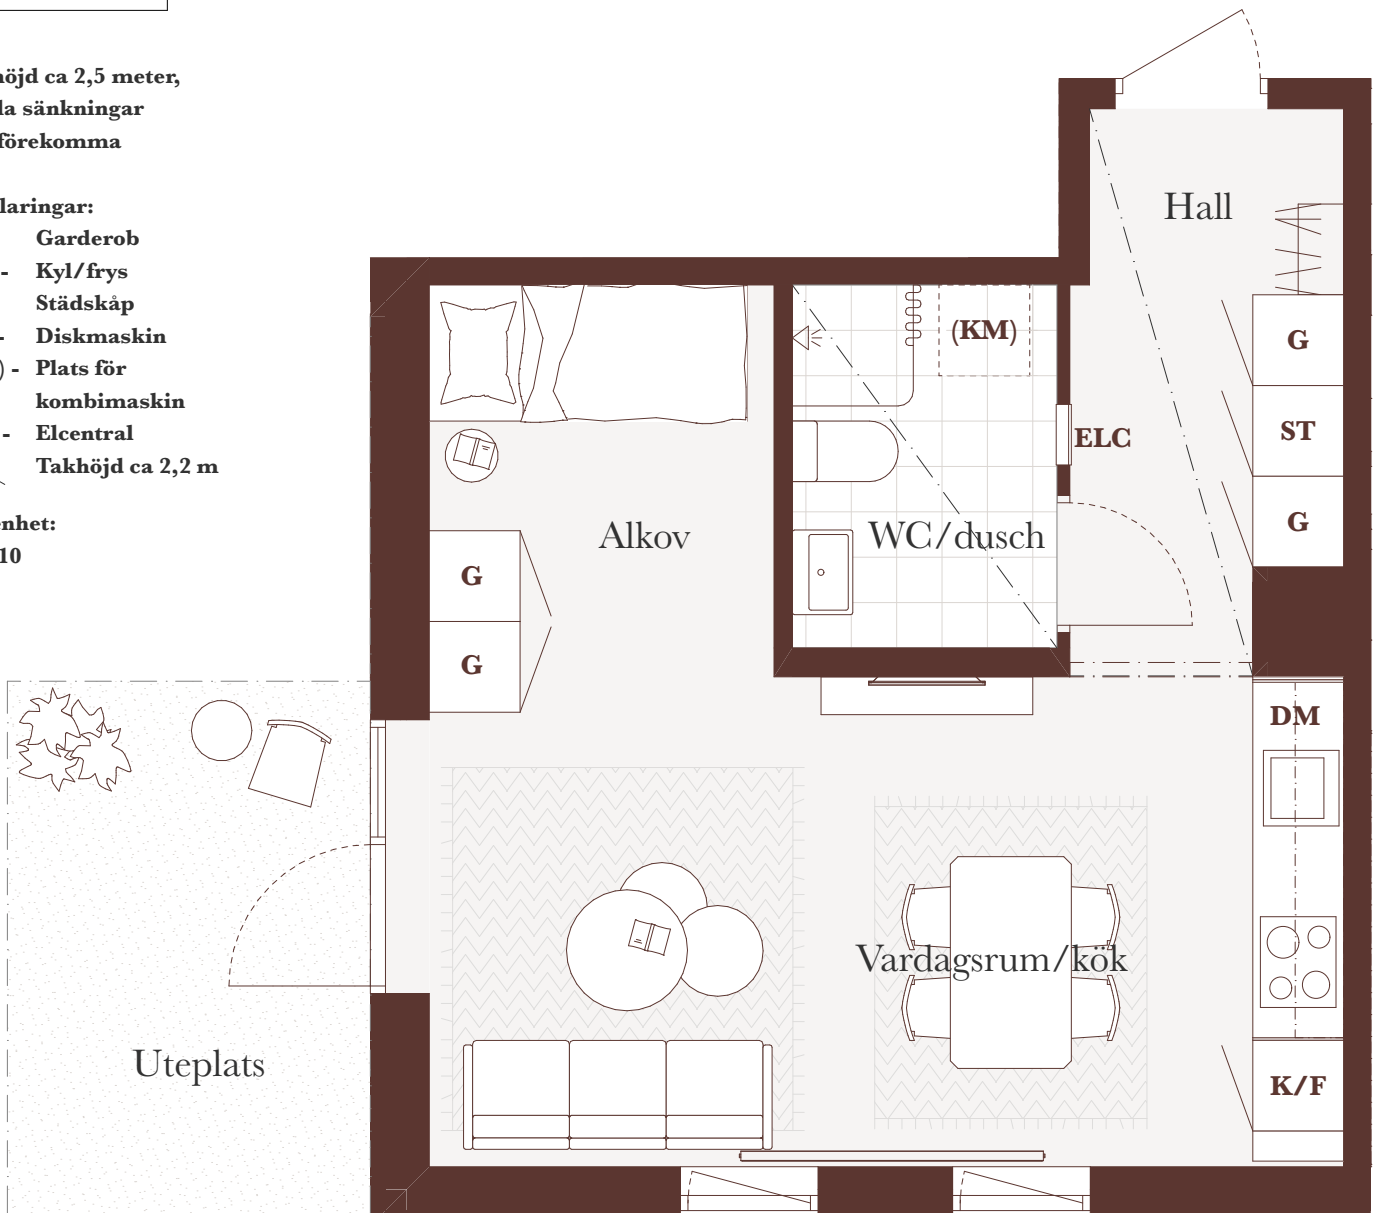 höjd ca 2,5 meter,
la sänkningar
förekomma
laringar:
Garderob
- Kyl/frys
Städskåp
- Diskmaskin
) - Plats för
kombimaskin
- Elcentral
Takhöjd ca 2,2 m
enhet:
10
Hall
G
ST
G
ELC
(KM)
WC/dusch
Alkov
G
G
DM
Vardagsrum/kök
K/F
Uteplats